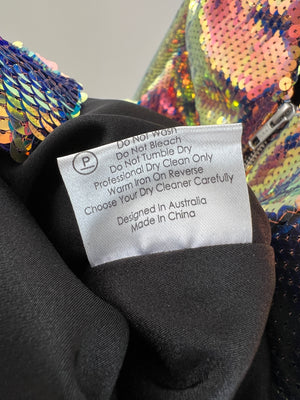 Do Not Wash
Do Not Bleach
Do Not Tumble Dry
Professional Dry Clean Only
Warm Iron On Reverse
Choose Your Dry Cleaner Carefully
Designed In Australia
Made In China
P